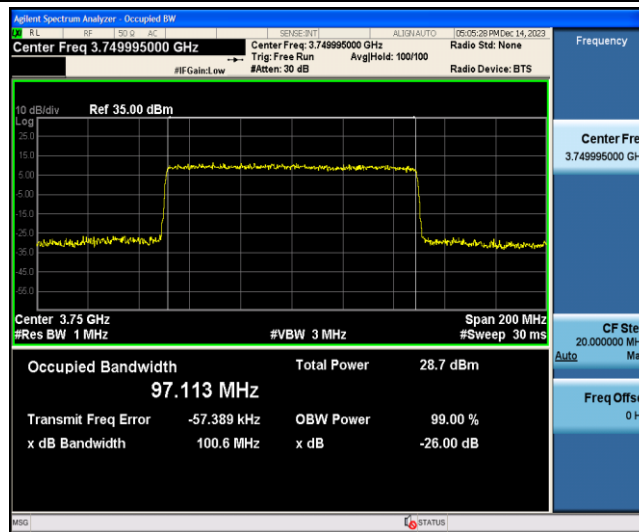 Agilent Spectrum Analyzer - Occupied BW
RL RF 50 Ω AC SENSE:INT ALIGN AUTO 05:05:28 PM Dec 14, 2023
Center Freq 3.749995000 GHz
Center Freq: 3.749995000 GHz
Radio Std: None
Trig: Free Run Avg|Hold: 100/100
#IFGain:Low #Atten: 30 dB Radio Device: BTS
10 dB/div Ref 35.00 dBm
Log
25.0
15.0
5.00
-5.00
-15.0
-25.0
-35.0
-45.0
-55.0
Center 3.75 GHz Span 200 MHz
#Res BW 1 MHz #VBW 3 MHz #Sweep 30 ms
Occupied Bandwidth Total Power 28.7 dBm
97.113 MHz
Transmit Freq Error -57.389 kHz OBW Power 99.00 %
x dB Bandwidth 100.6 MHz x dB -26.00 dB
MSG STATUS
Frequency
Center Fre
3.749995000 GH
CF Ste
20.000000 MH
Auto Ma
Freq Offse
0 H